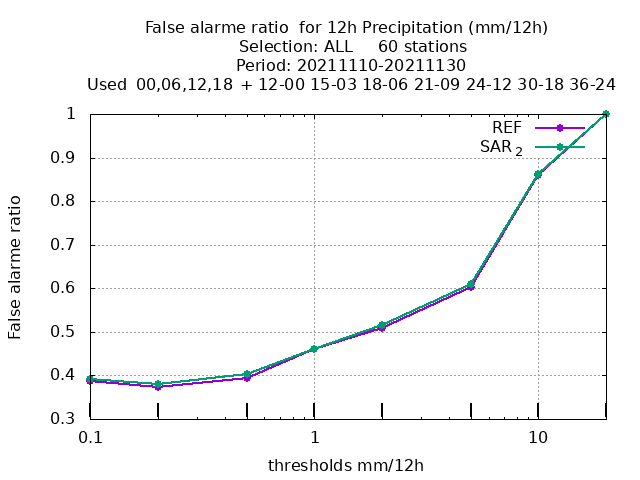 False alarme ratio  for 12h Precipitation (mm/12h)
Selection: ALL     60 stations
Period: 20211110-20211130
Used  00,06,12,18  + 12-00 15-03 18-06 21-09 24-12 30-18 36-24
REF
SAR 2
1
0.9
0.8
0.7
0.6
0.5
0.4
0.3
False alarme ratio
0.1
1
10
thresholds mm/12h